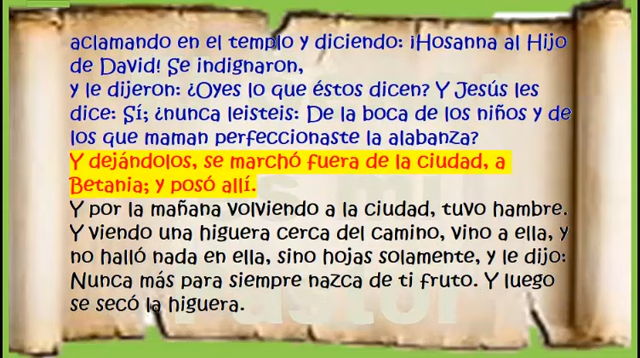 aclamando en el templo y diciendo: ¡Hosanna al Hijo
de David! Se indignaron,
y le dijeron: ¿Oyes lo que éstos dicen? Y Jesús les
dice: Sí; ¿nunca leisteis: De la boca de los niños y de
los que maman perfeccionaste la alabanza?
Y dejándolos, se marchó fuera de la ciudad, a
Betania; y posó allí.
Y por la mañana volviendo a la ciudad, tuvo hambre.
Y viendo una higuera cerca del camino, vino a ella, y
no halló nada en ella, sino hojas solamente, y le dijo:
Nunca más para siempre nazca de ti fruto. Y luego
se secó la higuera.